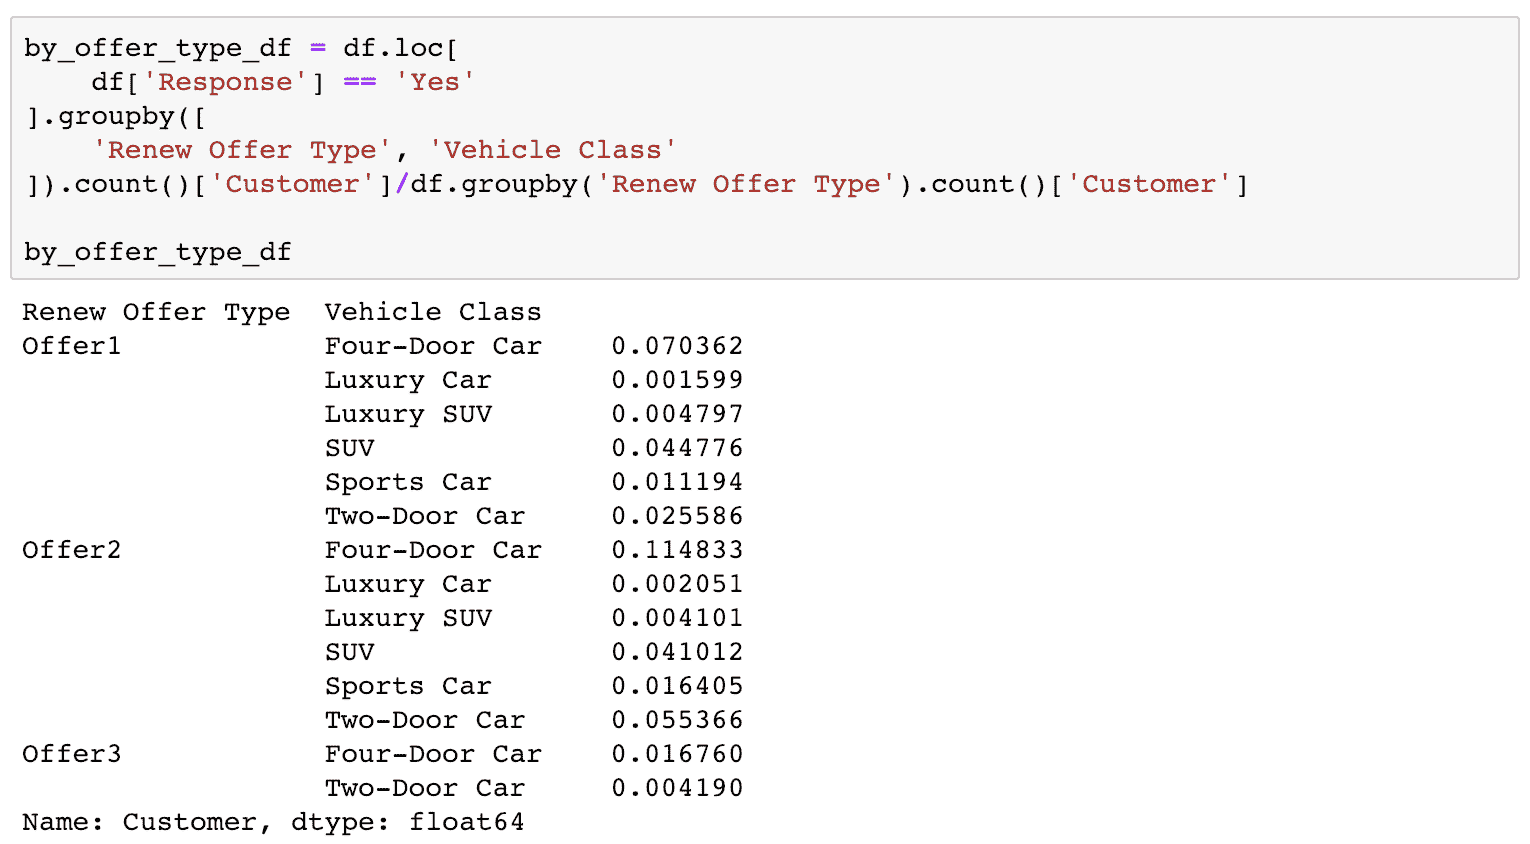 by_offer_type_df = df.loc[
    df['Response'] == 'Yes'
].groupby([
    'Renew Offer Type', 'Vehicle Class'
]).count()['Customer']/df.groupby('Renew Offer Type').count()['Customer']

by_offer_type_df
Renew Offer Type  Vehicle Class
Offer1            Four-Door Car    0.070362
                  Luxury Car       0.001599
                  Luxury SUV       0.004797
                  SUV              0.044776
                  Sports Car       0.011194
                  Two-Door Car     0.025586
Offer2            Four-Door Car    0.114833
                  Luxury Car       0.002051
                  Luxury SUV       0.004101
                  SUV              0.041012
                  Sports Car       0.016405
                  Two-Door Car     0.055366
Offer3            Four-Door Car    0.016760
                  Two-Door Car     0.004190
Name: Customer, dtype: float64